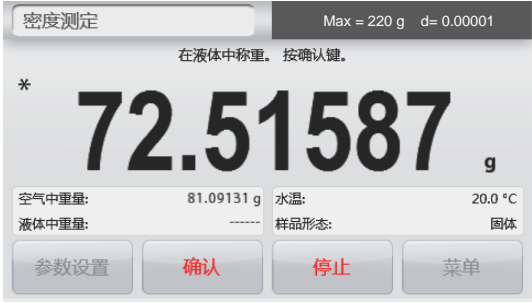 密度测定 Max = 220 g d= 0.00001
在液体中称重。 按确认键。
* 72.51587 g
空气中重量: 81.09131 g 水温: 20.0 °C
液体中重量: ------ 样品形态: 固体
参数设置 确认 停止 菜单